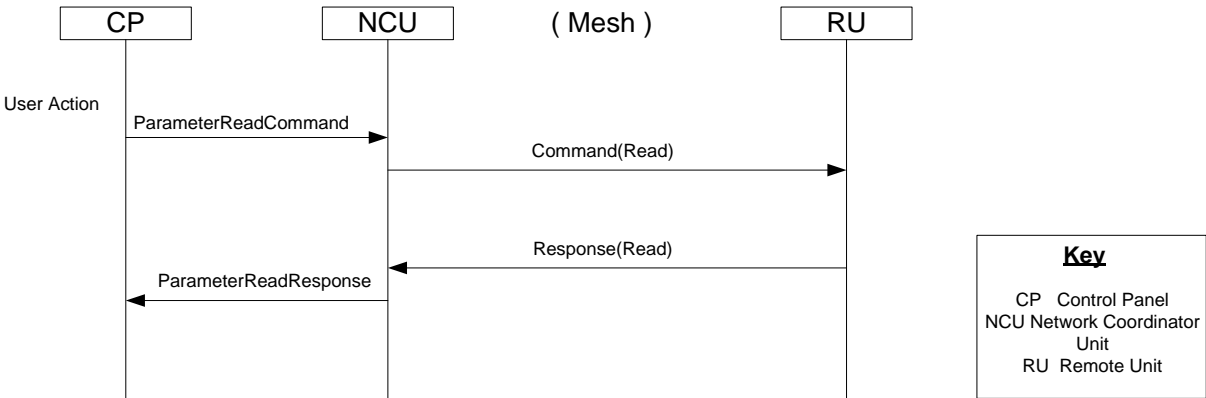 CP
NCU
( Mesh )
RU
User Action
ParameterReadCommand
Command(Read)
Response(Read)
ParameterReadResponse
Key
CP Control Panel
NCU Network Coordinator
Unit
RU Remote Unit